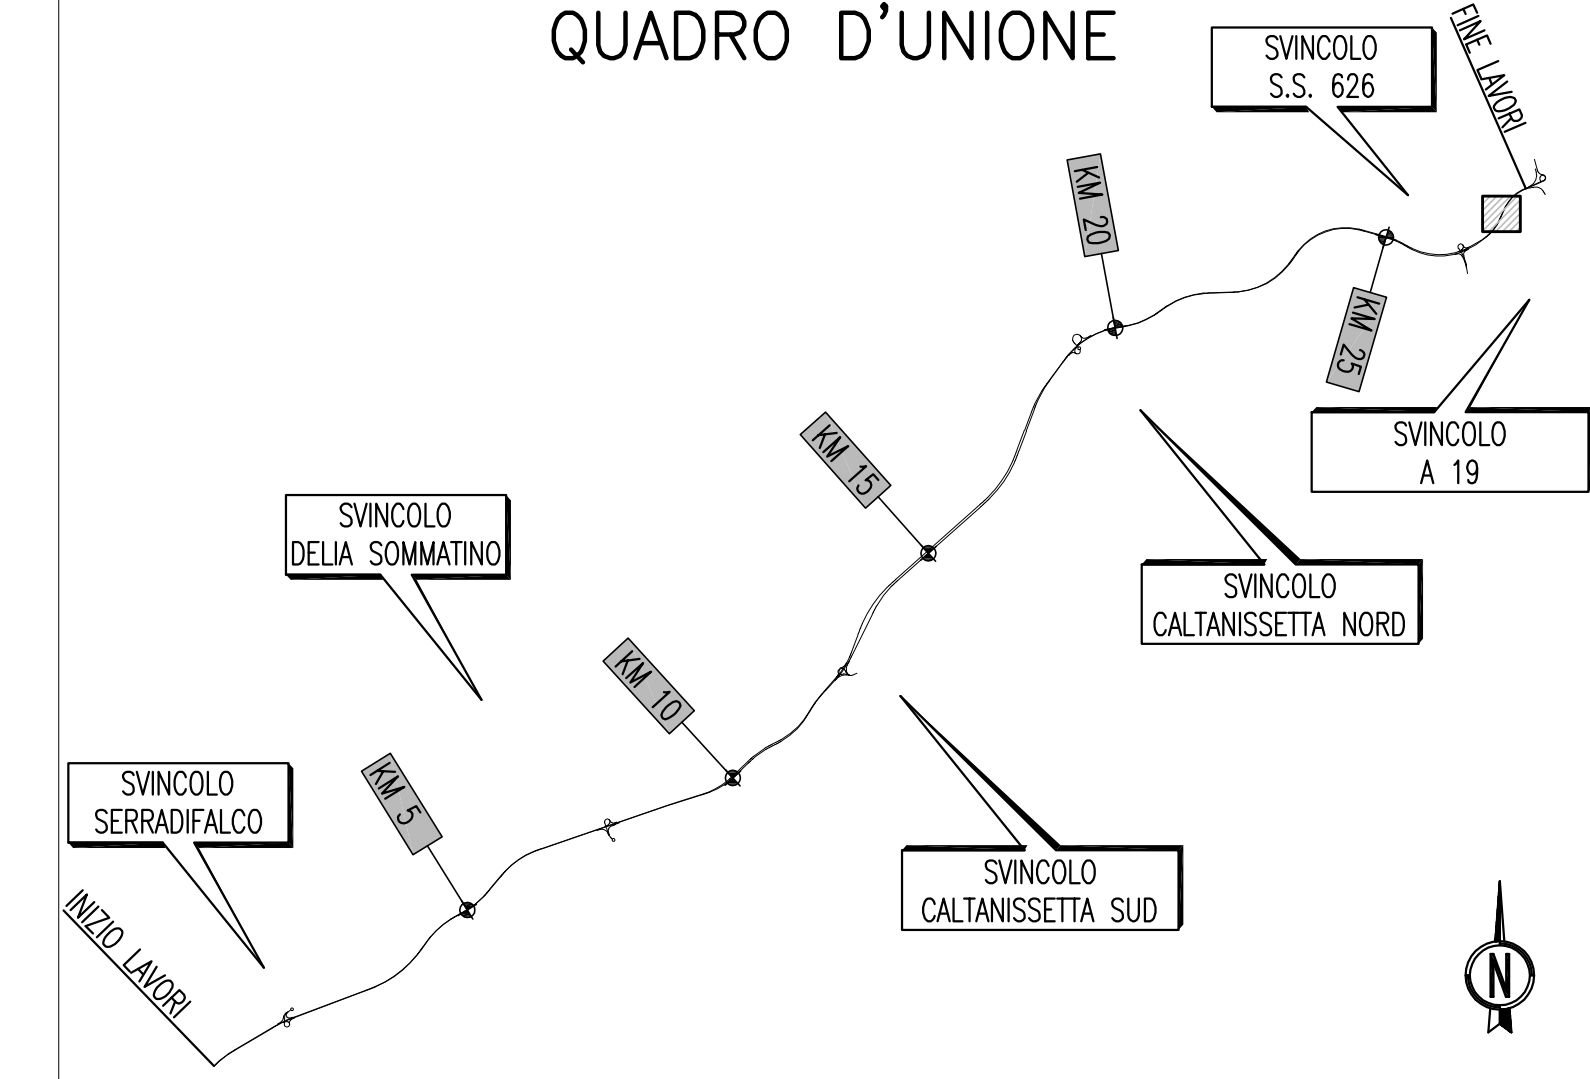 QUADRO D'UNIONE
SVINCOLO
S.S. 626
FINE LAVORI
KM 20
KM 25
SVINCOLO
A 19
KM 15
SVINCOLO
DELIA SOMMATINO
SVINCOLO
CALTANISSETTA NORD
KM 10
KM 5
SVINCOLO
SERRADIFALCO
SVINCOLO
CALTANISSETTA SUD
INIZIO LAVORI
N